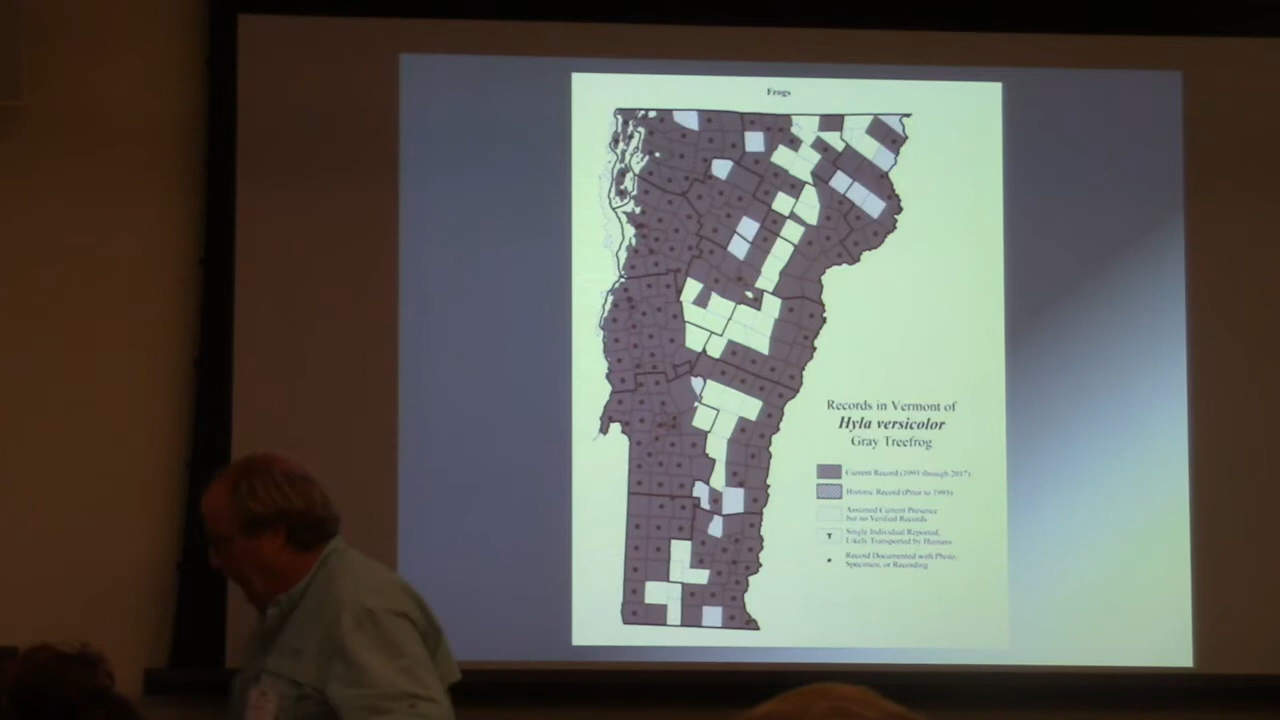 Frogs
Records in Vermont of
Hyla versicolor
Gray Treefrog
Current Record (1993 through 2017)
Historic Record (Prior to 1993)
Assumed Current Presence
but no Verified Records
T Single Individual Reported,
Likely Transported by Humans
Record Documented with Photo,
Specimen, or Recording